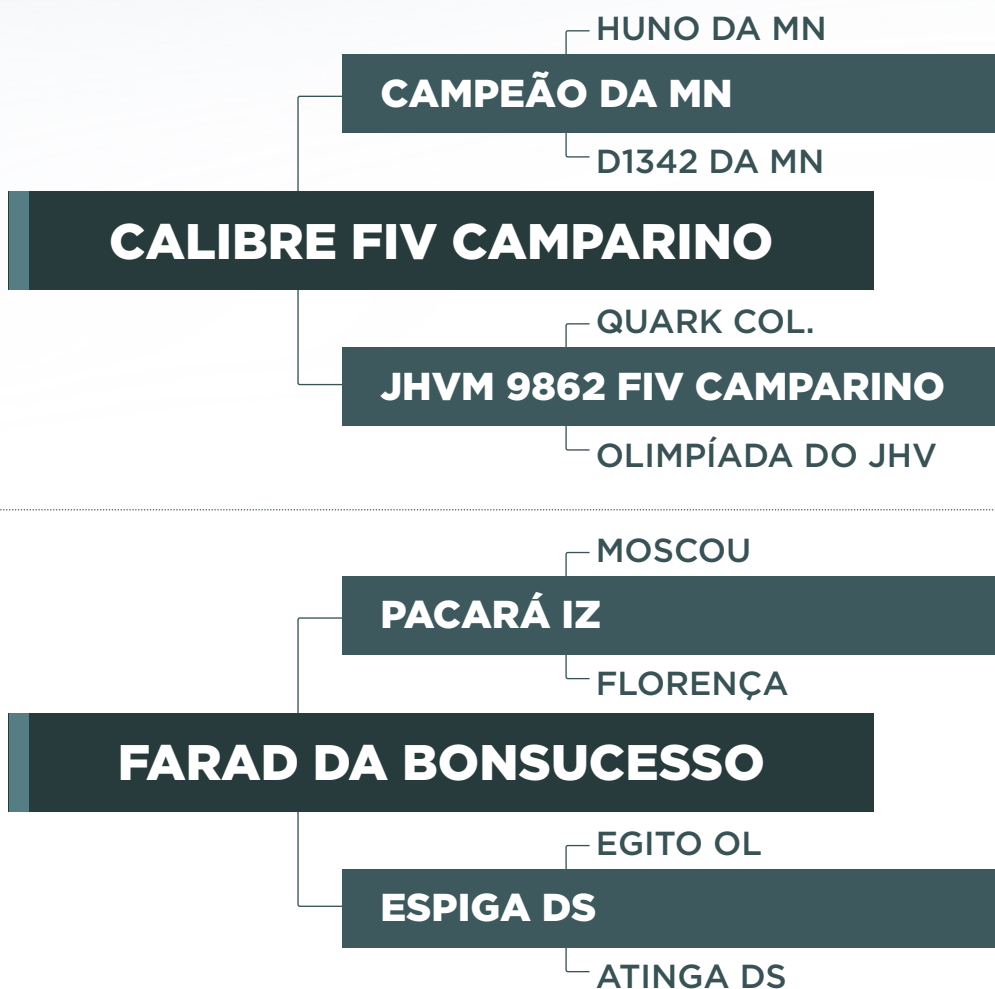 HUNO DA MN
CAMPEÃO DA MN
D1342 DA MN
CALIBRE FIV CAMPARINO
QUARK COL.
JHVM 9862 FIV CAMPARINO
OLIMPÍADA DO JHV
MOSCOU
PACARÁ IZ
FLORENÇA
FARAD DA BONSUCESSO
EGITO OL
ESPIGA DS
ATINGA DS